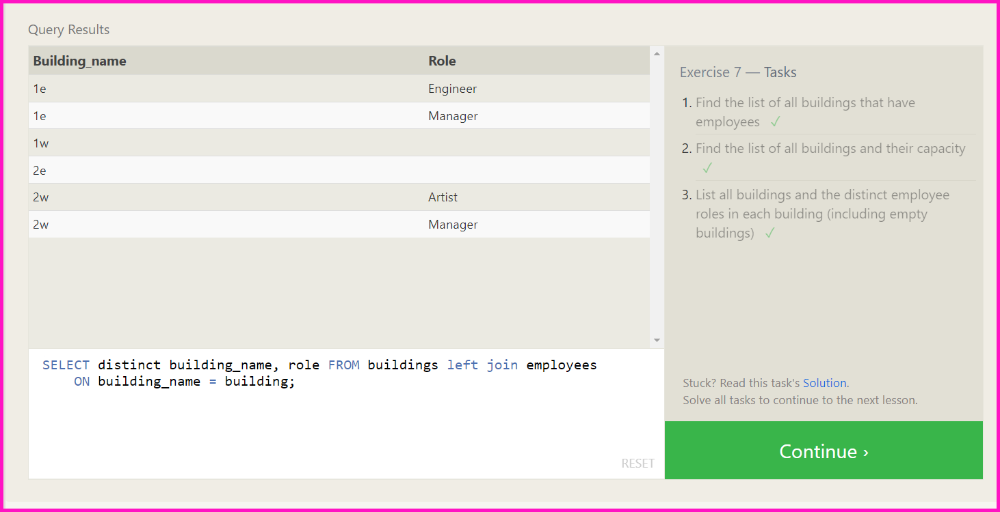 Query Results
Building_name Role
1e Engineer
1e Manager
1w
2e
2w Artist
2w Manager
SELECT distinct building_name, role FROM buildings left join employees
ON building_name = building;
RESET
Exercise 7 — Tasks
1. Find the list of all buildings that have
employees ✓
2. Find the list of all buildings and their capacity
✓
3. List all buildings and the distinct employee
roles in each building (including empty
buildings) ✓
Stuck? Read this task's Solution.
Solve all tasks to continue to the next lesson.
Continue ›